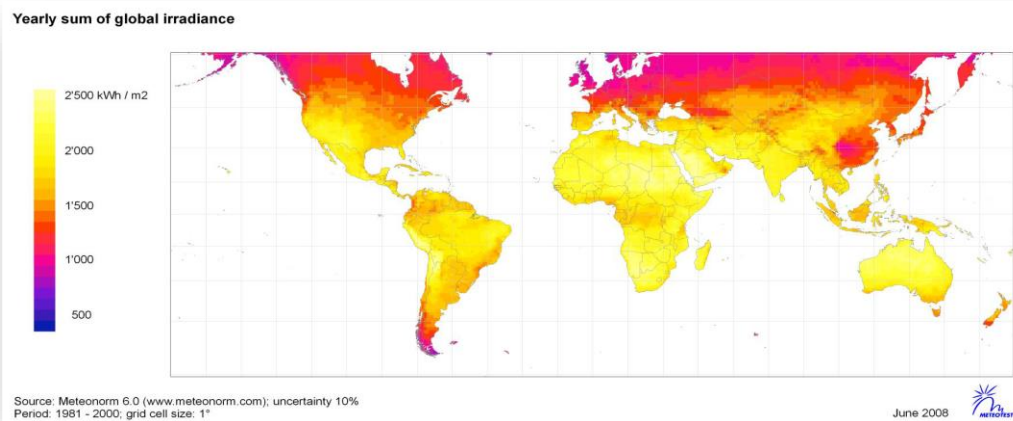 Yearly sum of global irradiance
2'500 kWh / m2
2'000
1'500
1'000
500
Source: Meteonorm 6.0 (www.meteonorm.com); uncertainty 10%
Period: 1981 - 2000; grid cell size: 1°
June 2008
METEOTEST